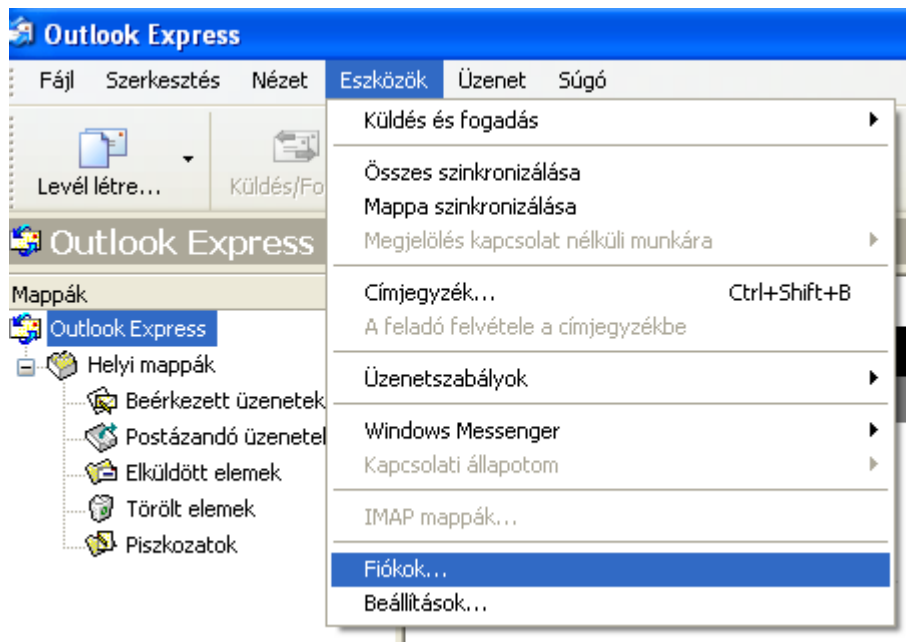 Outlook Express
Fájl Szerkesztés Nézet Eszközök Üzenet Súgó
Levél létre... Küldés/Fo
Outlook Express
Mappák
Outlook Express
Helyi mappák
Beérkezett üzenetek
Postázandó üzenetek
Elküldött elemek
Törölt elemek
Piszkozatok
Küldés és fogadás
Összes szinkronizálása
Mappa szinkronizálása
Megjelölés kapcsolat nélküli munkára
Címjegyzék... Ctrl+Shift+B
A feladó felvétele a címjegyzékbe
Üzenetszabályok
Windows Messenger
Kapcsolati állapotom
IMAP mappák...
Fiókok...
Beállítások...